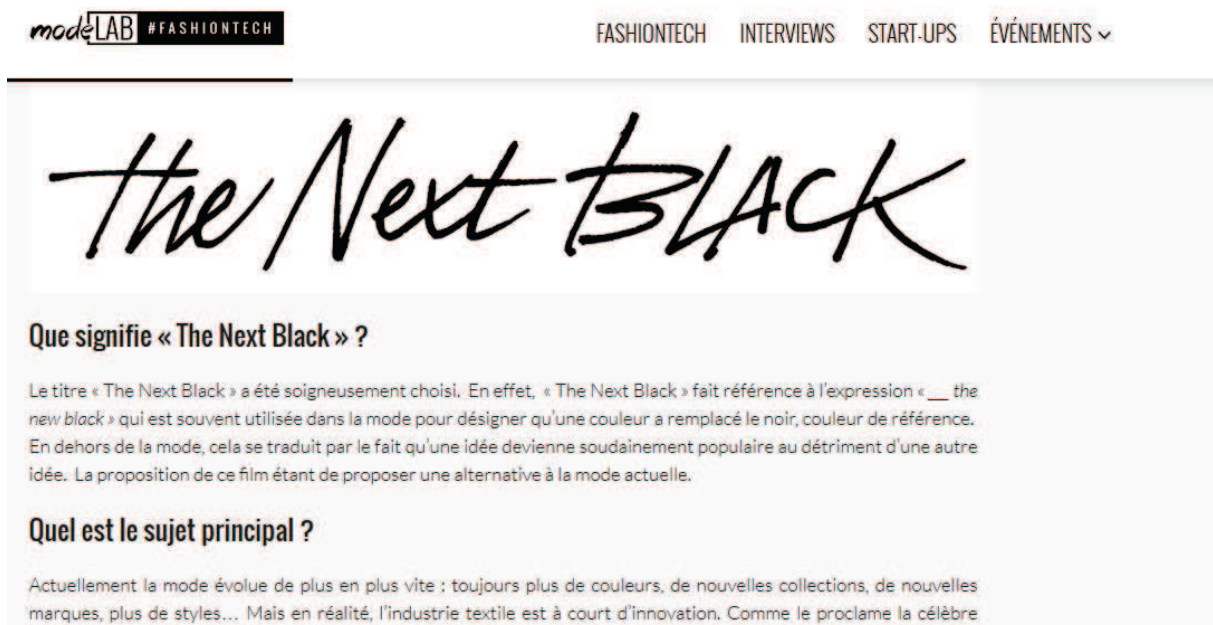 modeLAB #FASHIONTECH
FASHIONTECH INTERVIEWS START-UPS ÉVÉNEMENTS
The Next BLACK
Que signifie « The Next Black » ?
Le titre « The Next Black » a été soigneusement choisi. En effet, « The Next Black » fait référence à l'expression « __ the
new black » qui est souvent utilisée dans la mode pour désigner qu'une couleur a remplacé le noir, couleur de référence.
En dehors de la mode, cela se traduit par le fait qu'une idée devienne soudainement populaire au détriment d'une autre
idée. La proposition de ce film étant de proposer une alternative à la mode actuelle.
Quel est le sujet principal ?
Actuellement la mode évolue de plus en plus vite : toujours plus de couleurs, de nouvelles collections, de nouvelles
marques, plus de styles… Mais en réalité, l'industrie textile est à court d'innovation. Comme le proclame la célèbre